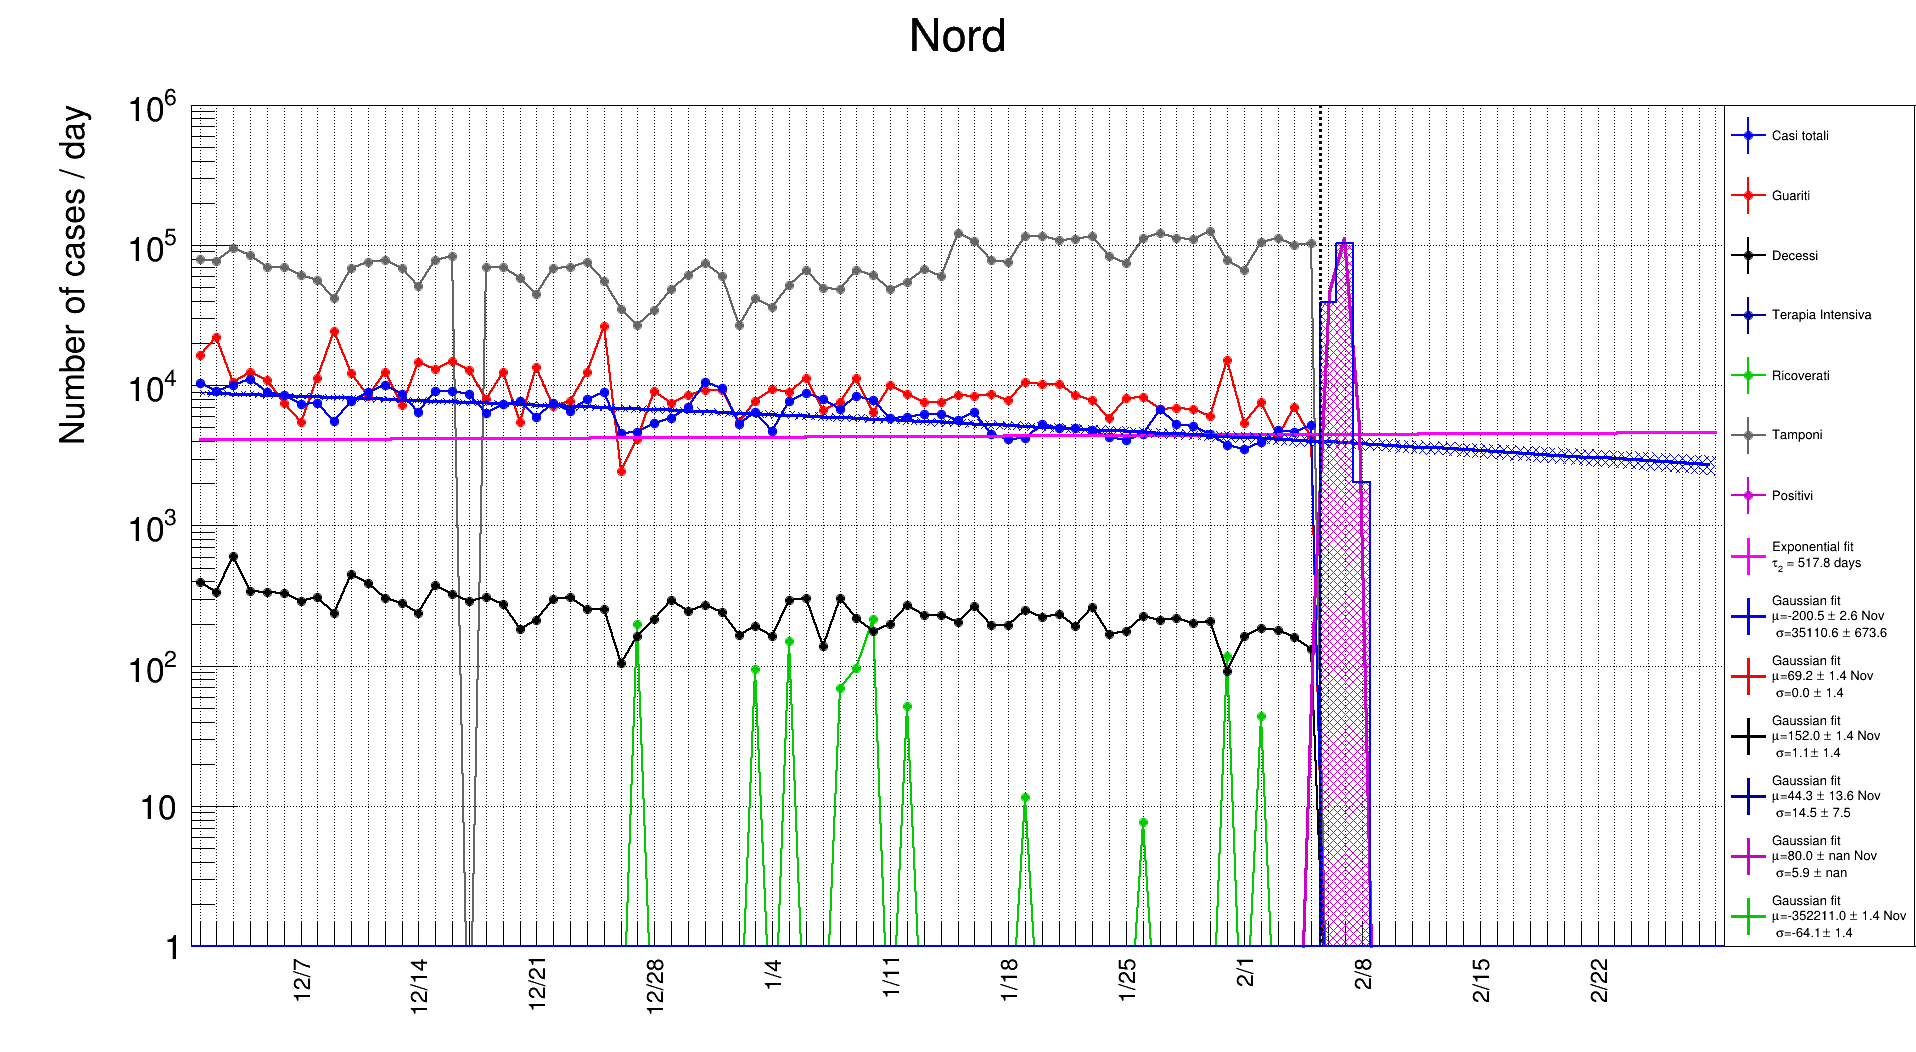 Nord
Number of cases / day
10^6
10^5
10^4
10^3
10^2
10
1
12/7
12/14
12/21
12/28
1/4
1/11
1/18
1/25
2/1
2/8
2/15
2/22
Casi totali
Guariti
Decessi
Terapia Intensiva
Ricoverati
Tamponi
Positivi
Exponential fit
τ₂ = 517.8 days
Gaussian fit
μ=-200.5 ± 2.6 Nov
σ=35110.6 ± 673.6
Gaussian fit
μ=69.2 ± 1.4 Nov
σ=0.0 ± 1.4
Gaussian fit
μ=152.0 ± 1.4 Nov
σ=1.1 ± 1.4
Gaussian fit
μ=44.3 ± 13.6 Nov
σ=14.5 ± 7.5
Gaussian fit
μ=80.0 ± nan Nov
σ=5.9 ± nan
Gaussian fit
μ=-352211.0 ± 1.4 Nov
σ=-64.1 ± 1.4